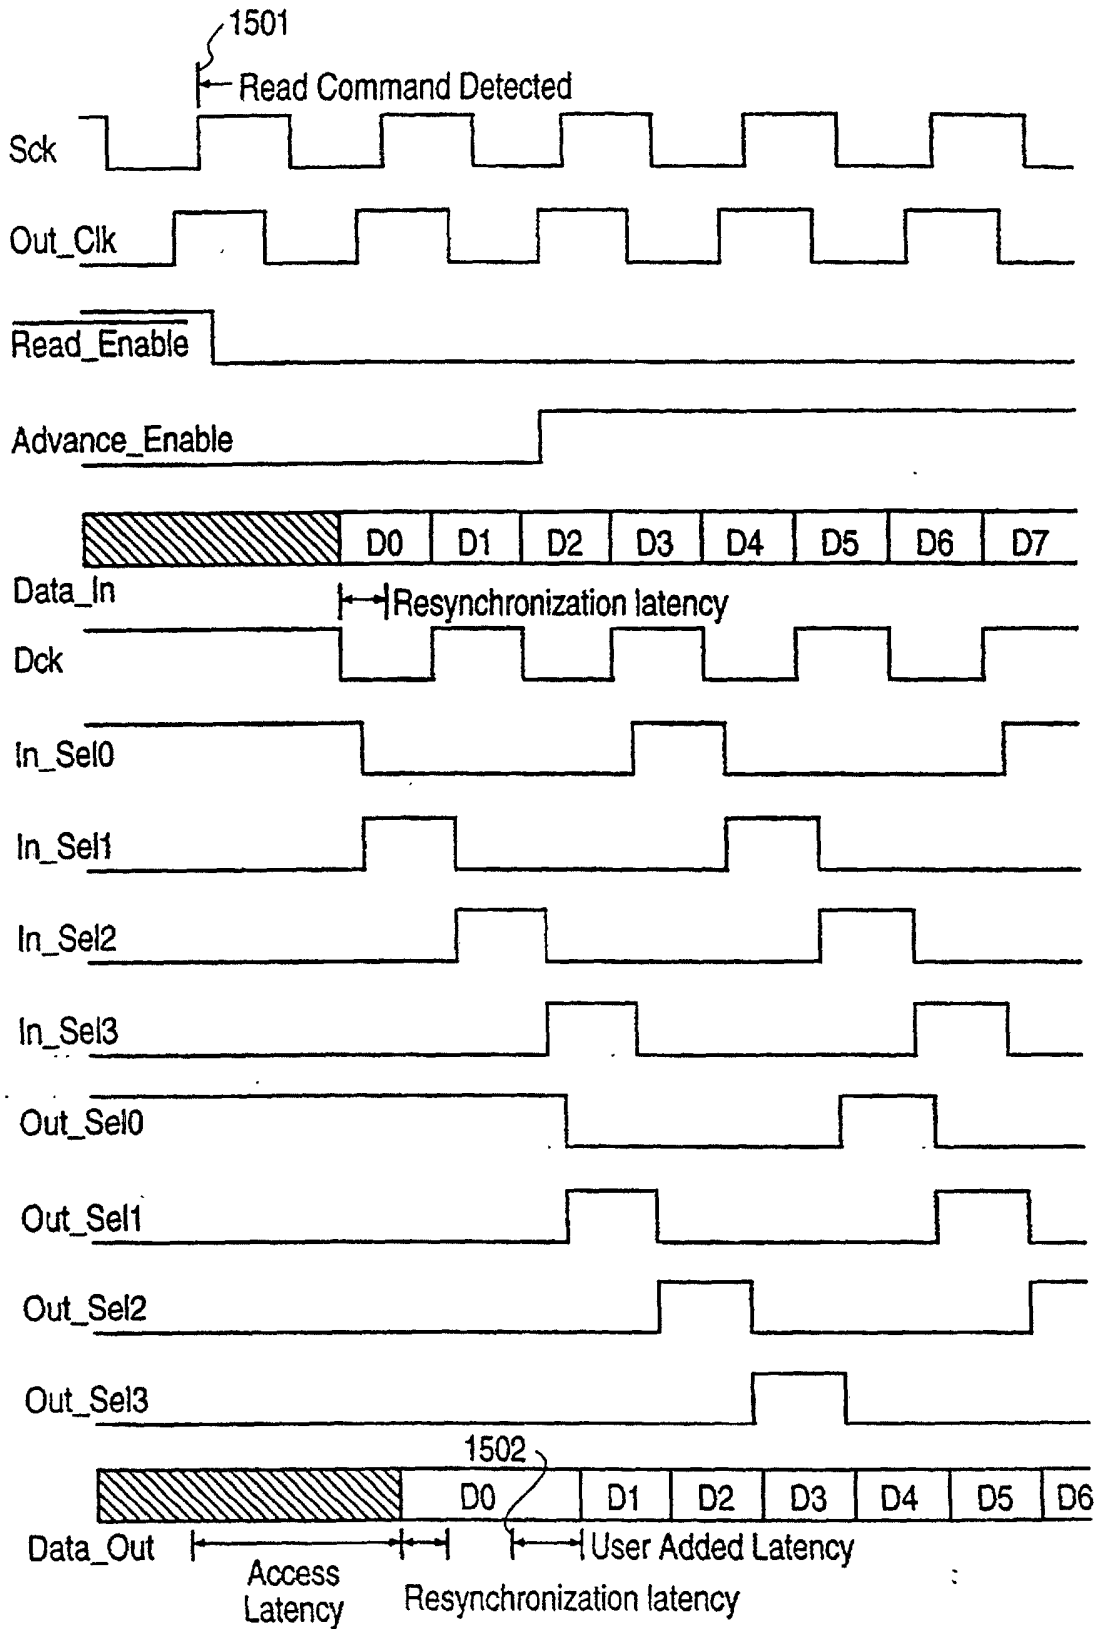 1501
Read Command Detected
Sck
Out_Clk
Read_Enable
Advance_Enable
D0 D1 D2 D3 D4 D5 D6 D7
Data_In
Resynchronization latency
Dck
In_Sel0
In_Sel1
In_Sel2
In_Sel3
Out_Sel0
Out_Sel1
Out_Sel2
Out_Sel3
1502
D0 D1 D2 D3 D4 D5 D6
Data_Out
User Added Latency
Access
Latency
Resynchronization latency